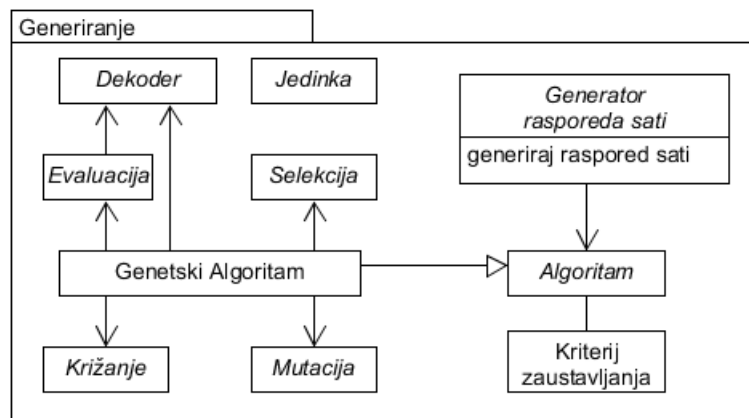 Generiranje
Dekoder
Jedinka
Generator
rasporeda sati
generiraj raspored sati
Evaluacija
Selekcija
Genetski Algoritam
Algoritam
Križanje
Mutacija
Kriterij
zaustavljanja